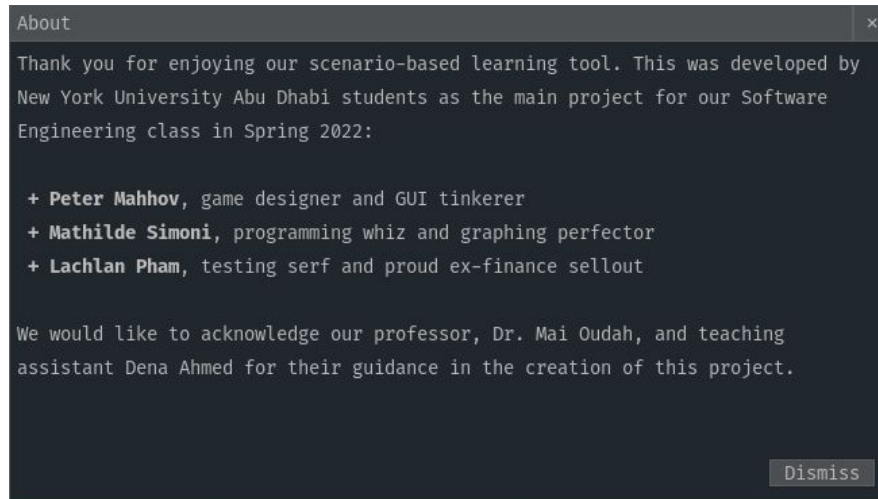 About ×
Thank you for enjoying our scenario-based learning tool. This was developed by
New York University Abu Dhabi students as the main project for our Software
Engineering class in Spring 2022:
+ Peter Mahhov, game designer and GUI tinkerer
+ Mathilde Simoni, programming whiz and graphing perfector
+ Lachlan Pham, testing serf and proud ex-finance sellout
We would like to acknowledge our professor, Dr. Mai Oudah, and teaching
assistant Dena Ahmed for their guidance in the creation of this project.
Dismiss